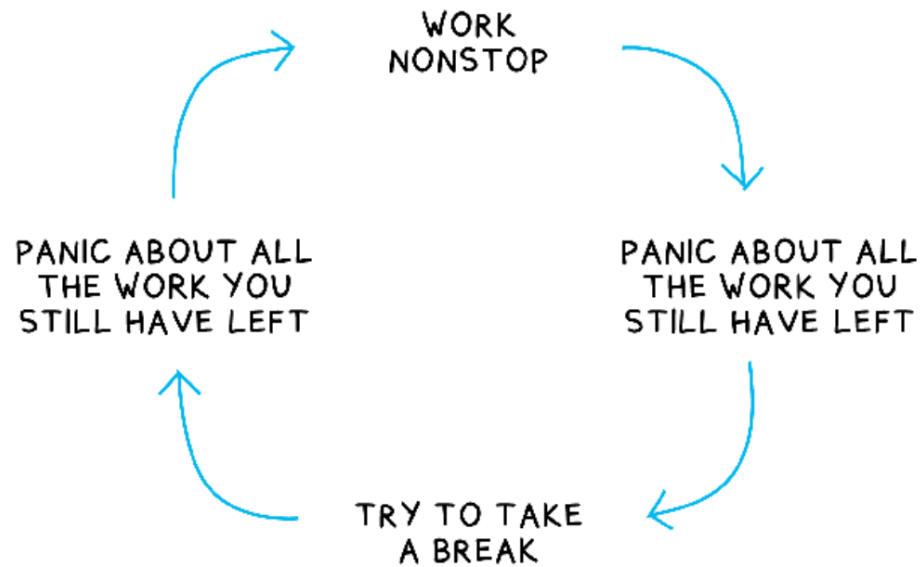 WORK
NONSTOP
PANIC ABOUT ALL
THE WORK YOU
STILL HAVE LEFT
TRY TO TAKE
A BREAK
PANIC ABOUT ALL
THE WORK YOU
STILL HAVE LEFT